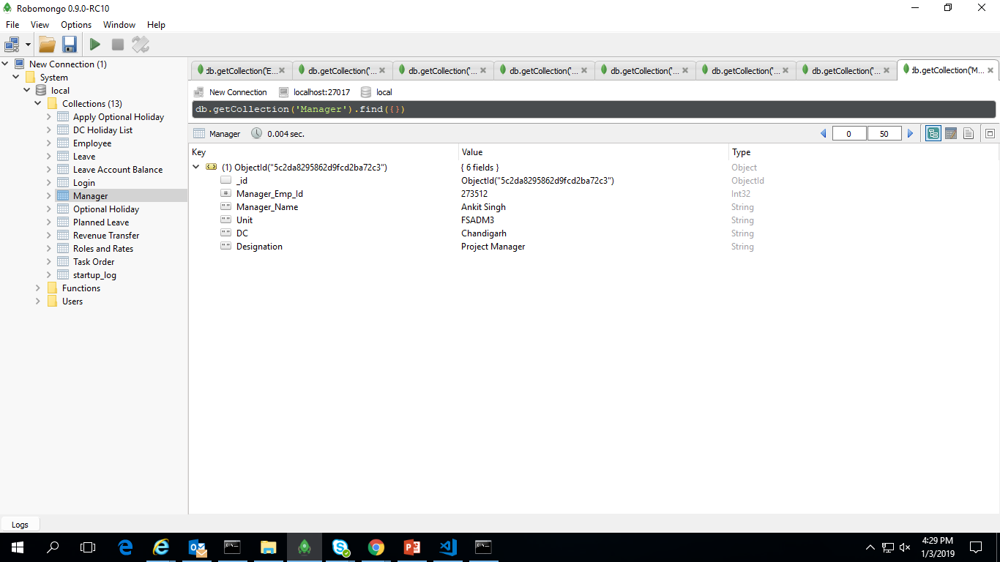 Robomongo 0.9.0-RC10
File View Options Window Help
New Connection (1)
System
local
Collections (13)
Apply Optional Holiday
DC Holiday List
Employee
Leave
Leave Account Balance
Login
Manager
Optional Holiday
Planned Leave
Revenue Transfer
Roles and Rates
Task Order
startup_log
Functions
Users
db.getCollection('E... db.getCollection('... db.getCollection('... db.getCollection('... db.getCollection('... db.getCollection('... db.getCollection('... db.getCollection('M...
New Connection localhost:27017 local
db.getCollection('Manager').find({})
Manager 0.004 sec. 0 50
Key Value Type
(1) ObjectId("5c2da8295862d9fcd2ba72c3") { 6 fields } Object
_id ObjectId("5c2da8295862d9fcd2ba72c3") ObjectId
# Manager_Emp_Id 273512 Int32
"" Manager_Name Ankit Singh String
"" Unit FSADM3 String
"" DC Chandigarh String
"" Designation Project Manager String
Logs
4:29 PM
1/3/2019